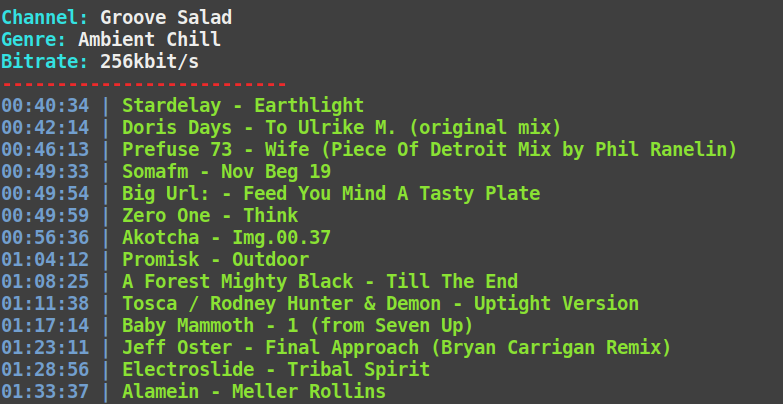 Channel: Groove Salad
Genre: Ambient Chill
Bitrate: 256kbit/s
--------------------------
00:40:34 | Stardelay - Earthlight
00:42:14 | Doris Days - To Ulrike M. (original mix)
00:46:13 | Prefuse 73 - Wife (Piece Of Detroit Mix by Phil Ranelin)
00:49:33 | Somafm - Nov Beg 19
00:49:54 | Big Url: - Feed You Mind A Tasty Plate
00:49:59 | Zero One - Think
00:56:36 | Akotcha - Img.00.37
01:04:12 | Promisk - Outdoor
01:08:25 | A Forest Mighty Black - Till The End
01:11:38 | Tosca / Rodney Hunter & Demon - Uptight Version
01:17:14 | Baby Mammoth - 1 (from Seven Up)
01:23:11 | Jeff Oster - Final Approach (Bryan Carrigan Remix)
01:28:56 | Electroslide - Tribal Spirit
01:33:37 | Alamein - Meller Rollins